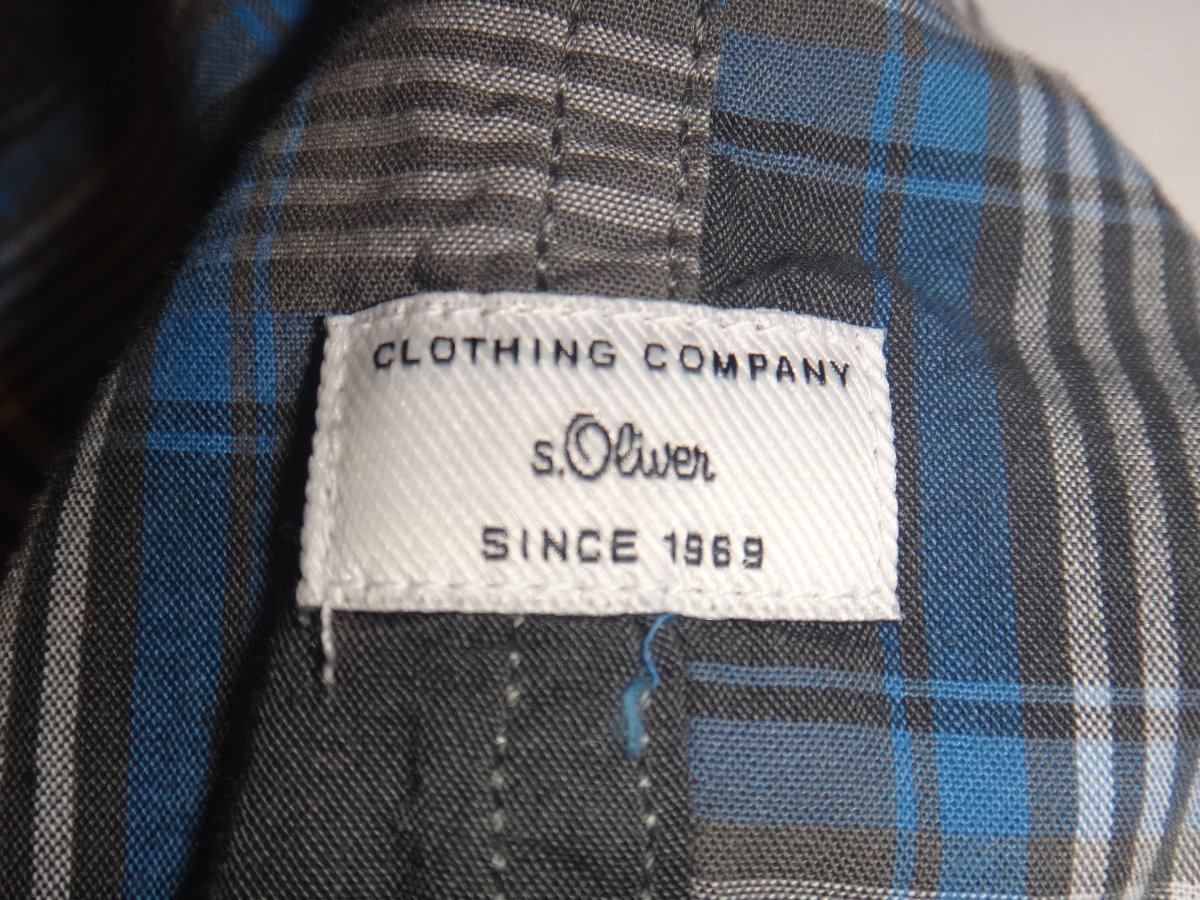 CLOTHING COMPANY
s.Oliver
SINCE 1969